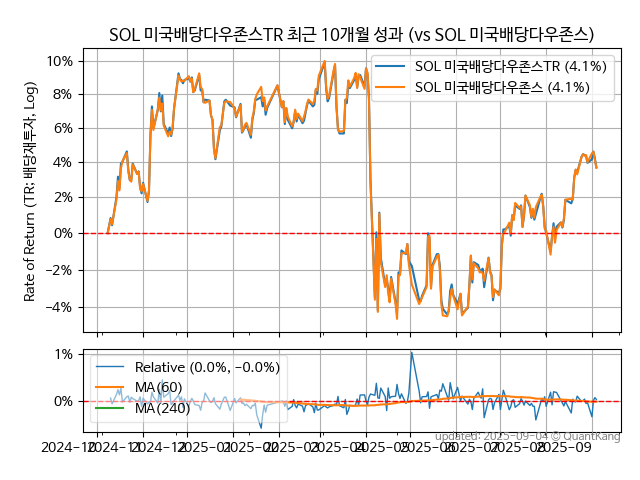 SOL 미국배당다우존스TR 최근 10개월 성과 (vs SOL 미국배당다우존스)
Rate of Return (TR: 배당재투자, Log)
10%
8%
6%
4%
2%
0%
−2%
−4%
SOL 미국배당다우존스TR (4.1%)
SOL 미국배당다우존스 (4.1%)
1%
0%
Relative (0.0%, -0.0%)
MA(60)
MA(240)
updated: 2025-09-04 © QuantKang
2024-10
2024-11
2024-12
2025-01
2025-02
2025-03
2025-04
2025-05
2025-06
2025-07
2025-08
2025-09